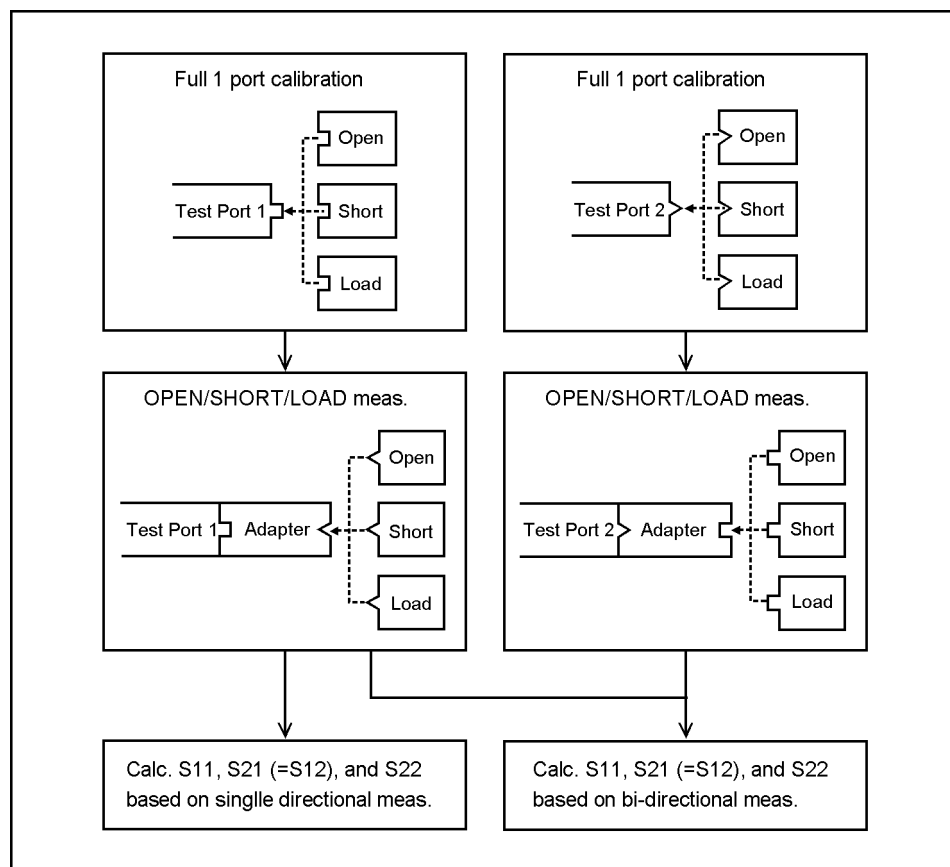 Full 1 port calibration
Open
Test Port 1
Short
Load
Full 1 port calibration
Open
Test Port 2
Short
Load
OPEN/SHORT/LOAD meas.
Open
Test Port 1
Adapter
Short
Load
OPEN/SHORT/LOAD meas.
Open
Test Port 2
Adapter
Short
Load
Calc. S11, S21 (=S12), and S22
based on singlle directional meas.
Calc. S11, S21 (=S12), and S22
based on bi-directional meas.